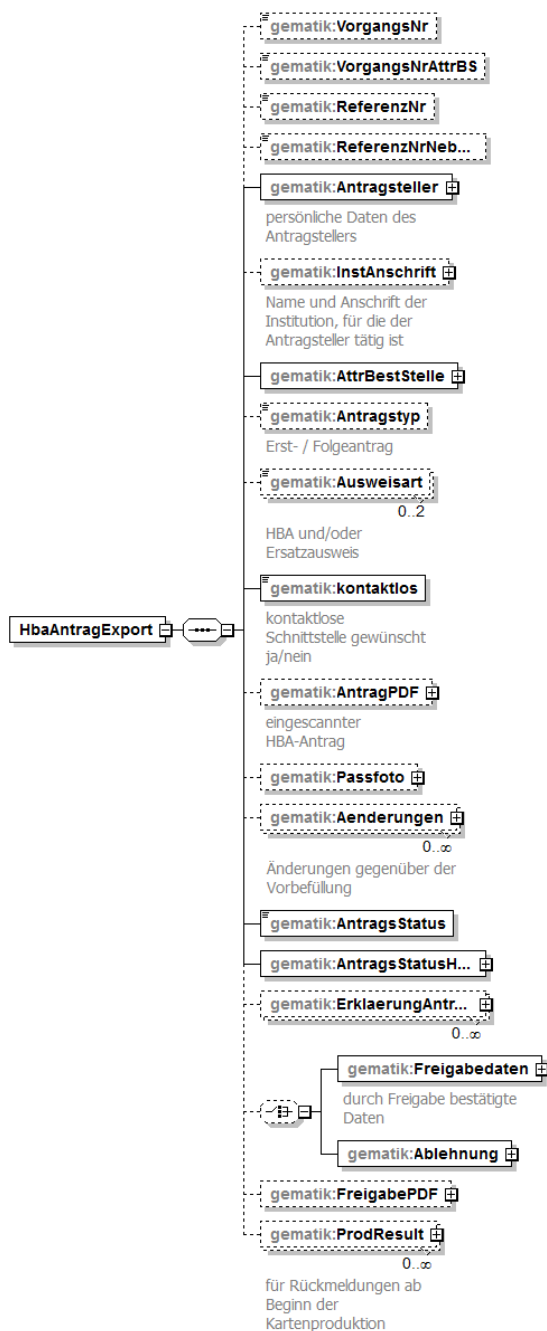 gematik:VorgangsNr
gematik:VorgangsNrAttrBS
gematik:ReferenzNr
gematik:ReferenzNrNeb...
gematik:Antragsteller
persönliche Daten des
Antragstellers
gematik:InstAnschrift
Name und Anschrift der
Institution, für die der
Antragsteller tätig ist
gematik:AttrBestStelle
gematik:Antragstyp
Erst- / Folgeantrag
gematik:Ausweisart
0..2
HBA und/oder
Ersatzausweis
gematik:kontaktlos
kontaktlose
Schnittstelle gewünscht
ja/nein
HbaAntragExport
gematik:AntragPDF
eingescannter
HBA-Antrag
gematik:Passfoto
gematik:Aenderungen
0..∞
Änderungen gegenüber der
Vorbefüllung
gematik:AntragsStatus
gematik:AntragsStatusH...
gematik:ErklaerungAntr...
0..∞
gematik:Freigabedaten
durch Freigabe bestätigte
Daten
gematik:Ablehnung
gematik:FreigabePDF
gematik:ProdResult
0..∞
für Rückmeldungen ab
Beginn der
Kartenproduktion